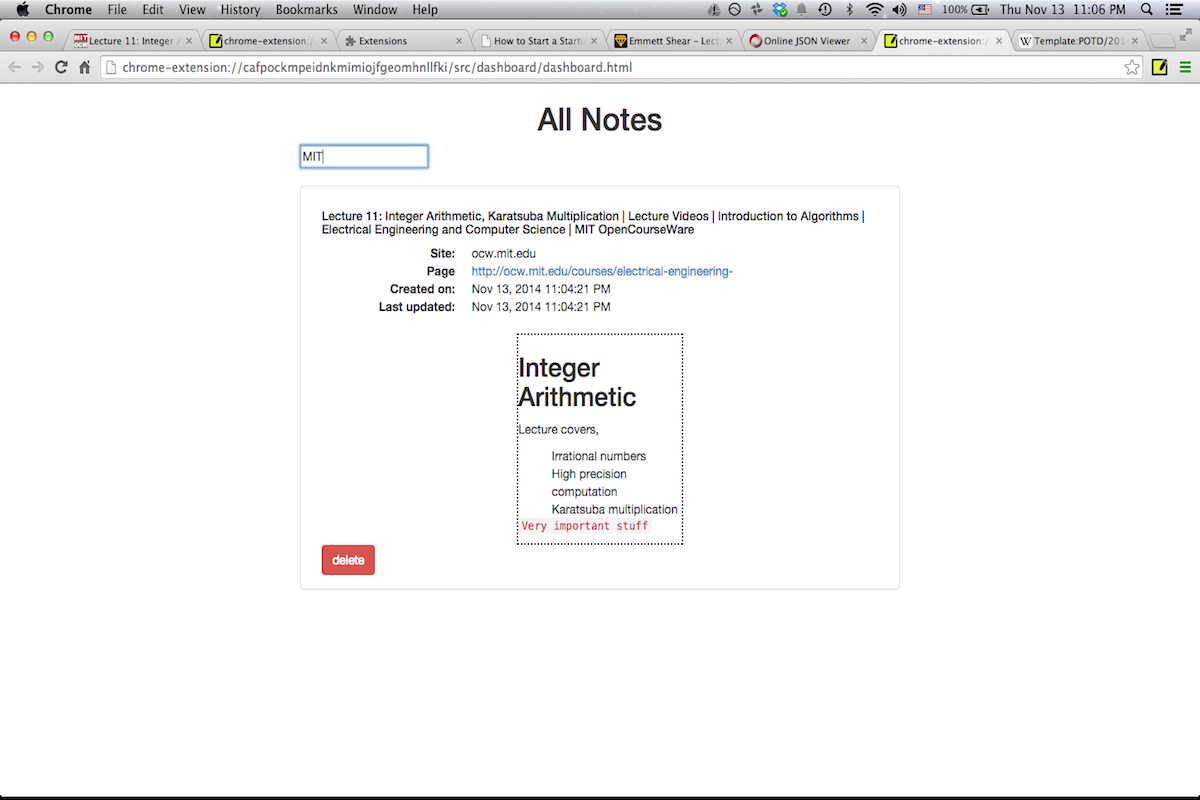 Chrome File Edit View History Bookmarks Window Help 100% Thu Nov 13 11:06 PM
Lecture 11: Integer A × chrome-extension:/ × Extensions × How to Start a Startu × Emmett Shear – Lect × Online JSON Viewer × chrome-extension:/ × Template:POTD/201 ×
chrome-extension://cafpockmpeidnkmimiojfgeomhnllfki/src/dashboard/dashboard.html
All Notes
MIT
Lecture 11: Integer Arithmetic, Karatsuba Multiplication | Lecture Videos | Introduction to Algorithms |
Electrical Engineering and Computer Science | MIT OpenCourseWare
Site: ocw.mit.edu
Page http://ocw.mit.edu/courses/electrical-engineering-
Created on: Nov 13, 2014 11:04:21 PM
Last updated: Nov 13, 2014 11:04:21 PM
Integer
Arithmetic
Lecture covers,
Irrational numbers
High precision
computation
Karatsuba multiplication
Very important stuff
delete